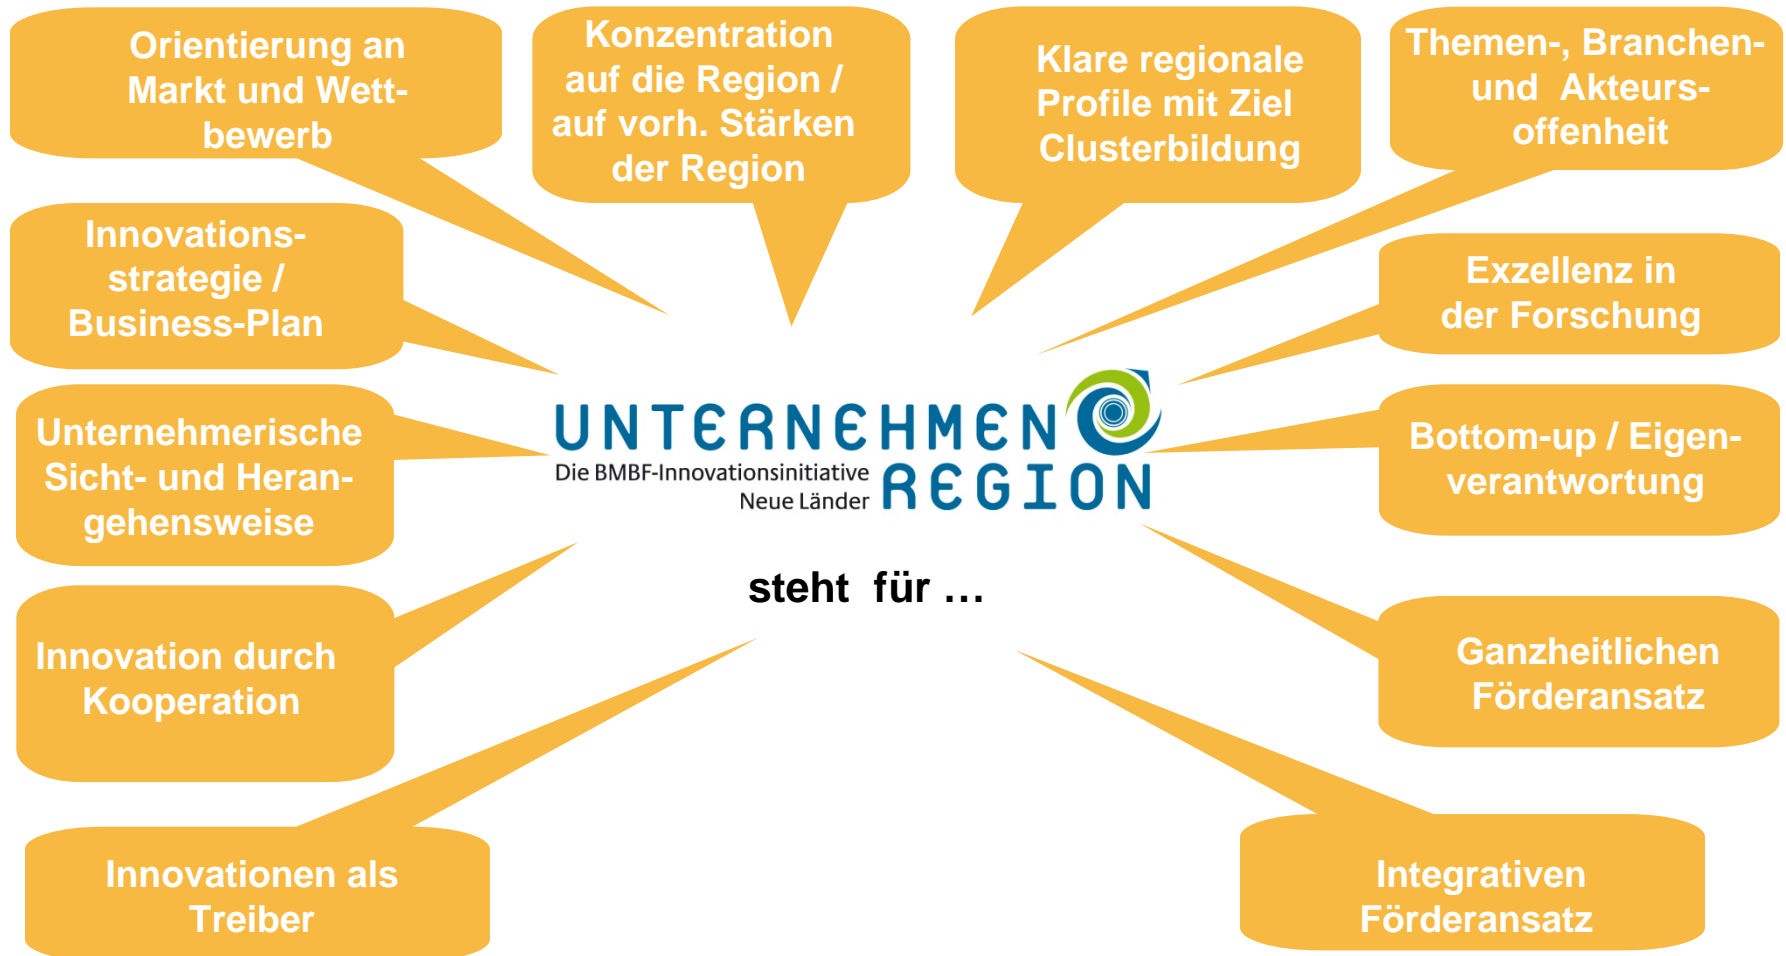 Orientierung an
Markt und Wett-
bewerb
Konzentration
auf die Region /
auf vorh. Stärken
der Region
Klare regionale
Profile mit Ziel
Clusterbildung
Themen-, Branchen-
und Akteurs-
offenheit
Innovations-
strategie /
Business-Plan
Exzellenz in
der Forschung
Unternehmerische
Sicht- und Heran-
gehensweise
UNTERNEHMEN
Die BMBF-Innovationsinitiative
Neue Länder
REGION
Bottom-up / Eigen-
verantwortung
steht für …
Innovation durch
Kooperation
Ganzheitlichen
Förderansatz
Innovationen als
Treiber
Integrativen
Förderansatz